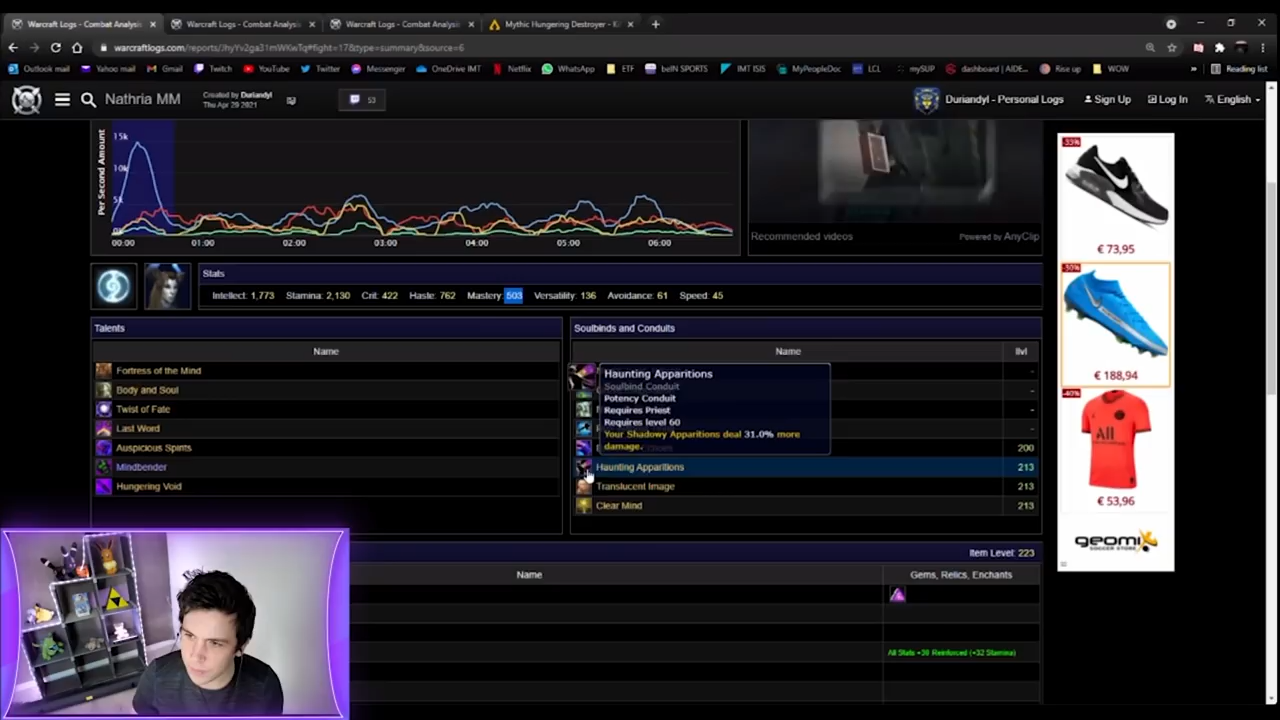 Warcraft Logs - Combat Analysis
Warcraft Logs - Combat Analysis
Warcraft Logs - Combat Analysis
Mythic Hungering Destroyer - K
Outlook mail
Yahoo mail
Gmail
Twitch
YouTube
Twitter
Messenger
OneDrive IMT
Netflix
WhatsApp
ETF
beIN SPORTS
IMT ISIS
MyPeopleDoc
LCL
mySUP
dashboard | AIDE...
Rise up
WOW
Reading list
Nathria MM
Created by Duriandyl
Thu Apr 29 2021
53
Duriandyl - Personal Logs
Sign Up
Log In
English
Per Second Amount
15k
10k
5k
00:00 01:00 02:00 03:00 04:00 05:00 06:00
Recommended videos
Powered by AnyClip
Stats
Intellect: 1,773 Stamina: 2,130 Crit: 422 Haste: 762 Mastery: 503 Versatility: 136 Avoidance: 61 Speed: 45
Talents
Name
Fortress of the Mind
Body and Soul
Twist of Fate
Last Word
Auspicious Spirits
Mindbender
Hungering Void
Soulbinds and Conduits
Name
ilvl
-
-
-
-
200
Haunting Apparitions
Soulbind Conduit
Potency Conduit
Requires Priest
Requires level 60
Your Shadowy Apparitions deal 31.0% more
damage.
Haunting Apparitions 213
Translucent Image 213
Clear Mind 213
Item Level: 223
Name
Gems, Relics, Enchants
All Stats +39 Reinforced (+32 Stamina)
-33%
€ 73,95
-30%
€ 188,94
-40%
All
€ 53,96
geomix
SOCCER STORE